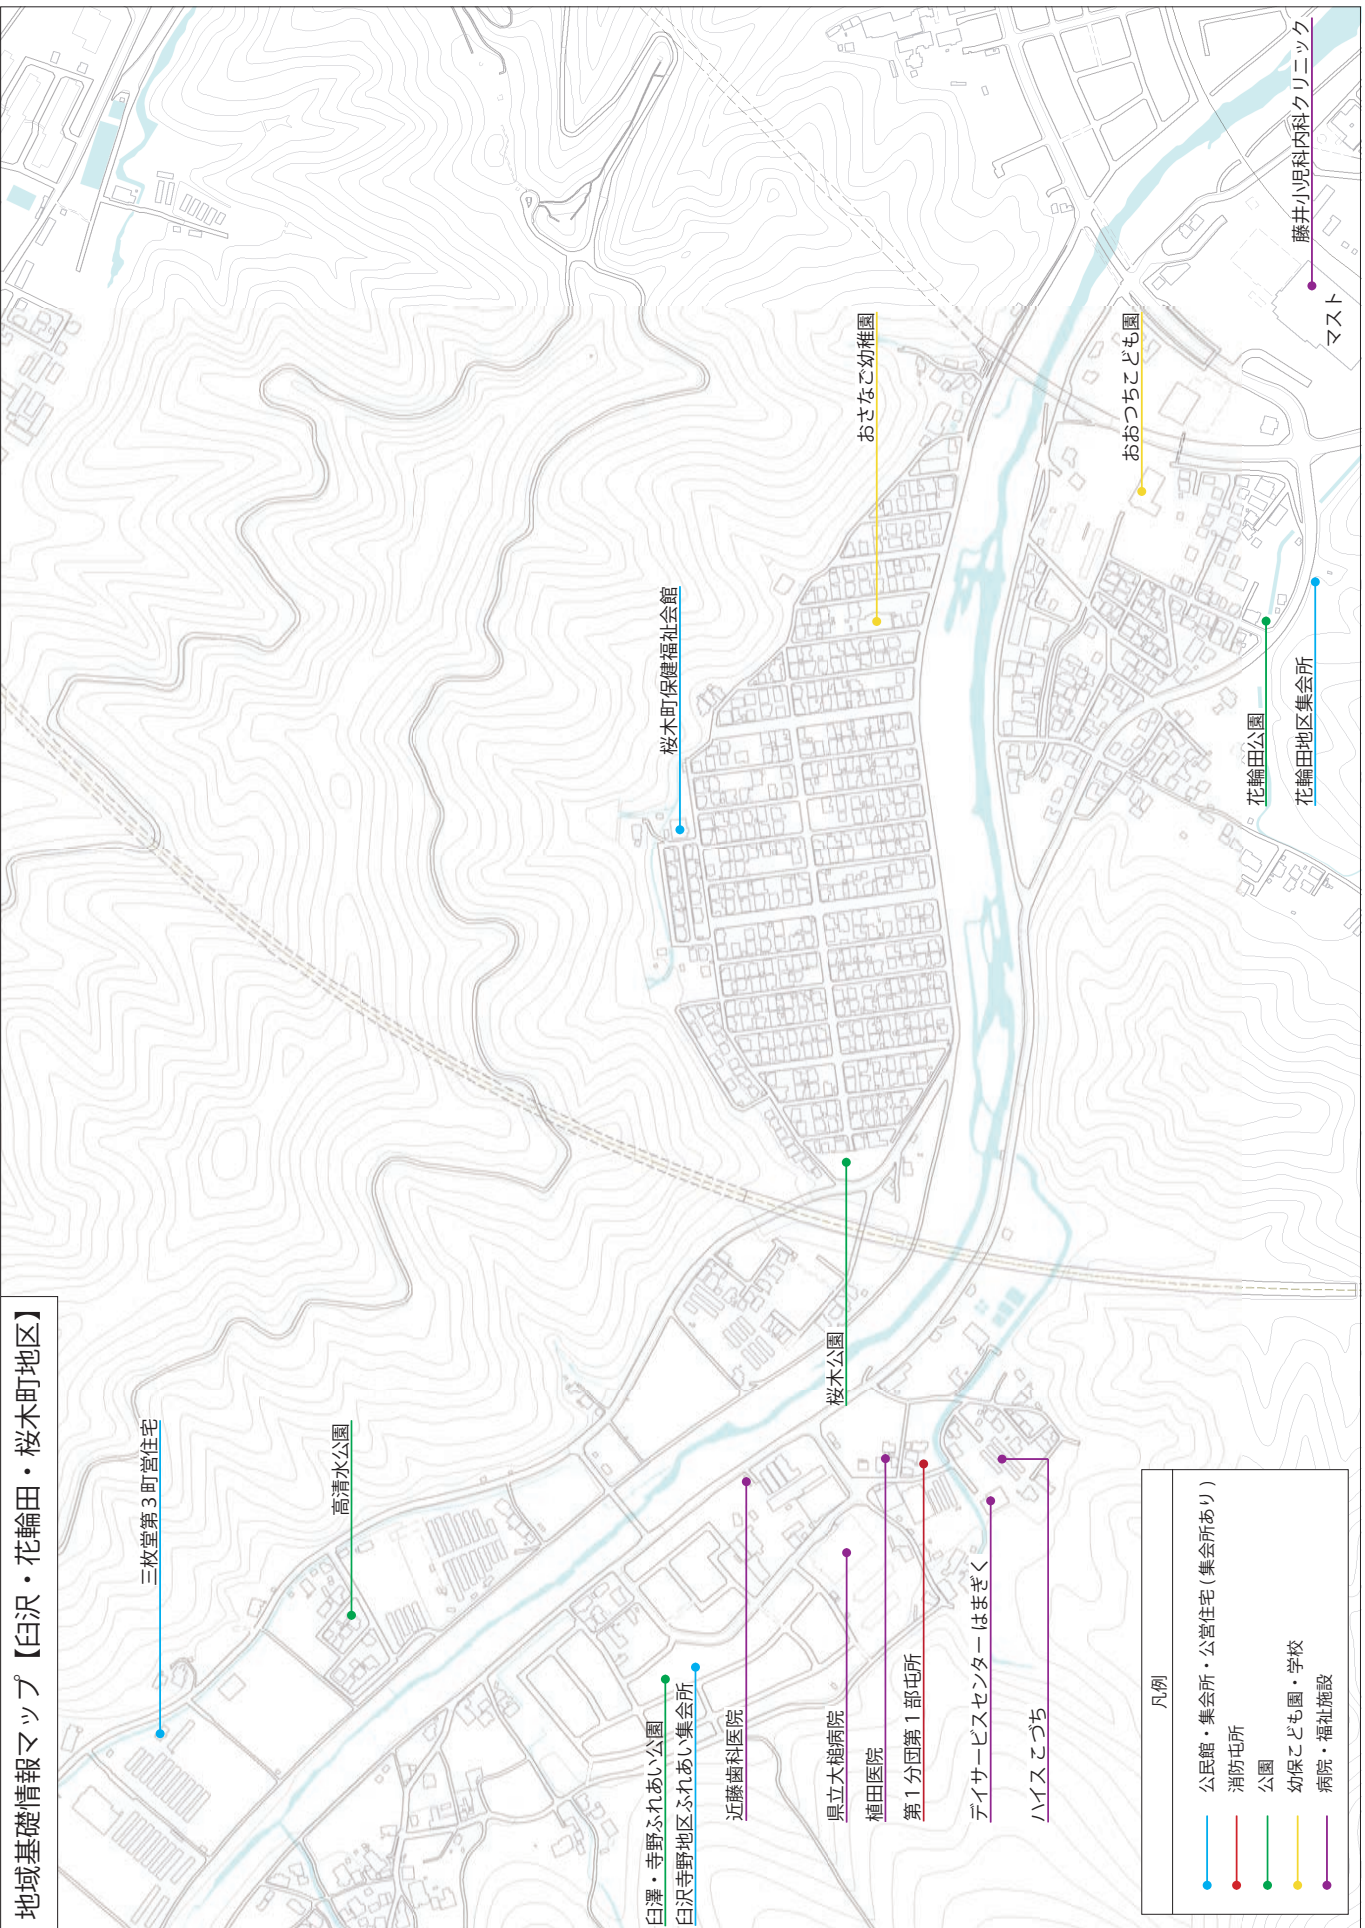 地域基礎情報マップ【臼沢・花輪田・桜木町地区】
三枚堂第3町営住宅
高清水公園
臼澤・寺野ふれあい公園
臼沢寺野地区ふれあい集会所
桜木町保健福祉会館
近藤歯科医院
県立大槌病院
桜木公園
おさなご幼稚園
植田医院
第1分団第1部屯所
デイサービスセンターはまぎく
ハイスこづち
おおつちこども園
花輪田公園
花輪田地区集会所
藤井小児科内科クリニック
マスト
凡例
公民館・集会所・公営住宅(集会所あり)
消防屯所
公園
幼保こども園・学校
病院・福祉施設